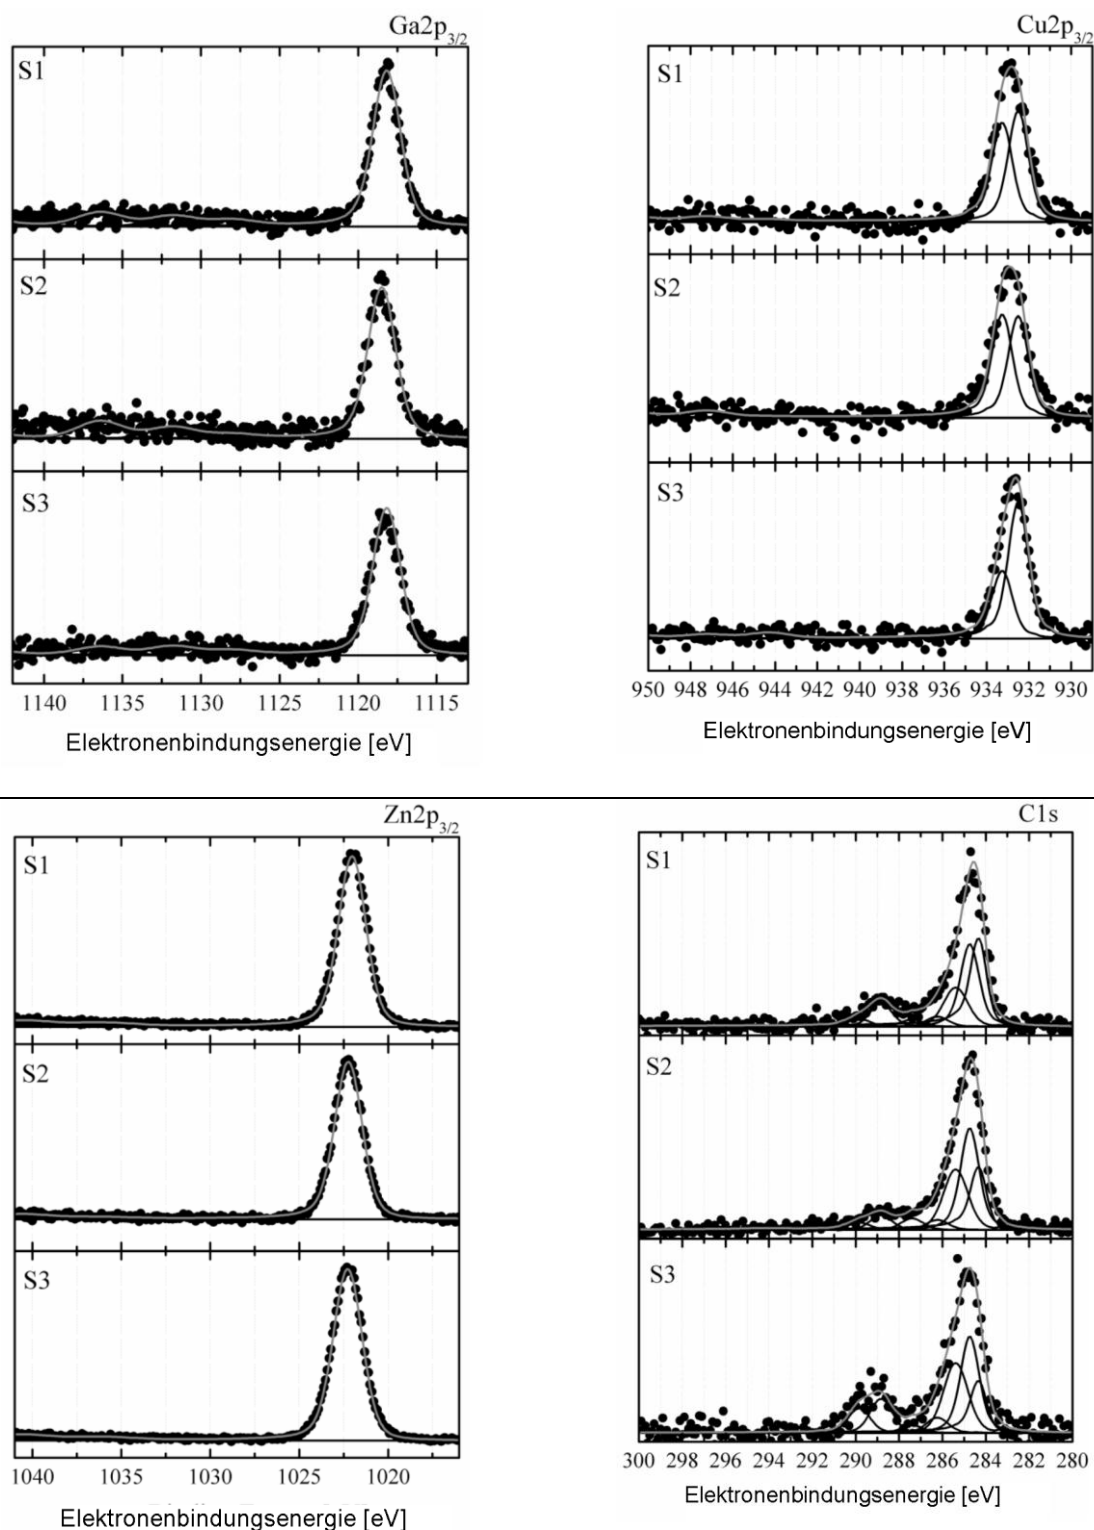 Ga2p3/2
S1
S2
S3
1140 1135 1130 1125 1120 1115
Elektronenbindungsenergie [eV]
Cu2p3/2
S1
S2
S3
950 948 946 944 942 940 938 936 934 932 930
Elektronenbindungsenergie [eV]
Zn2p3/2
S1
S2
S3
1040 1035 1030 1025 1020
Elektronenbindungsenergie [eV]
C1s
S1
S2
S3
300 298 296 294 292 290 288 286 284 282 280
Elektronenbindungsenergie [eV]